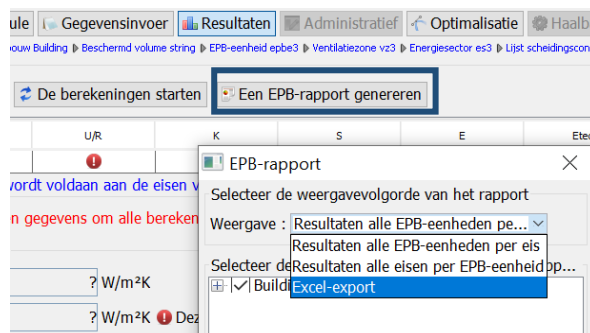 ule Gegevensinvoer Resultaten Administratief Optimalisatie Haalb
ouw Building Beschermd volume string EPB-eenheid epbe3 Ventilatiezone vz3 Energiesector es3 Lijst scheidingscon
De berekeningen starten Een EPB-rapport genereren
U/R K S E Etec
EPB-rapport
wordt voldaan aan de eisen v
Selecteer de weergavevolgorde van het rapport
n gegevens om alle bereken
Weergave : Resultaten alle EPB-eenheden pe...
Resultaten alle EPB-eenheden per eis
Selecteer de Resultaten alle eisen per EPB-eenheid op...
? W/m²K
Buildi Excel-export
? W/m²K Dez